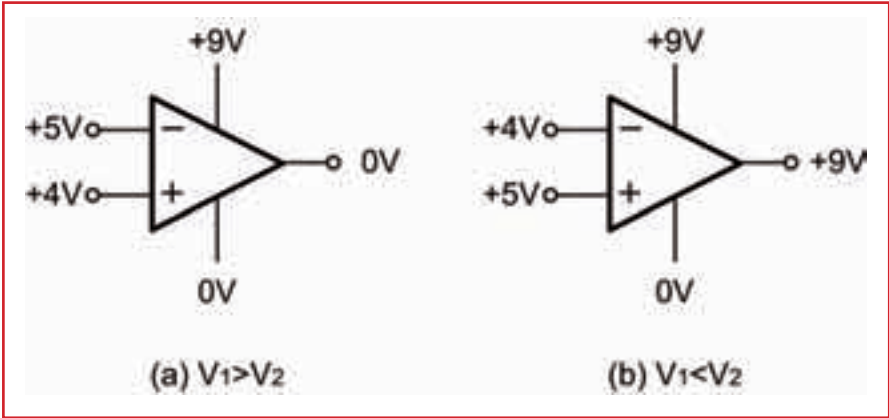 +9V
+5V
−
0V
+4V
+
0V
(a) V₁>V₂
+9V
+4V
−
+9V
+5V
+
0V
(b) V₁<V₂